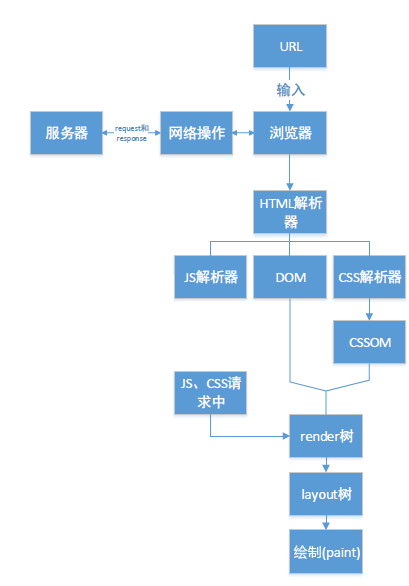 URL
输入
服务器
request和
response
网络操作
浏览器
HTML解析
器
JS解析器
DOM
CSS解析器
CSSOM
JS、CSS请
求中
render树
layout树
绘制(paint)